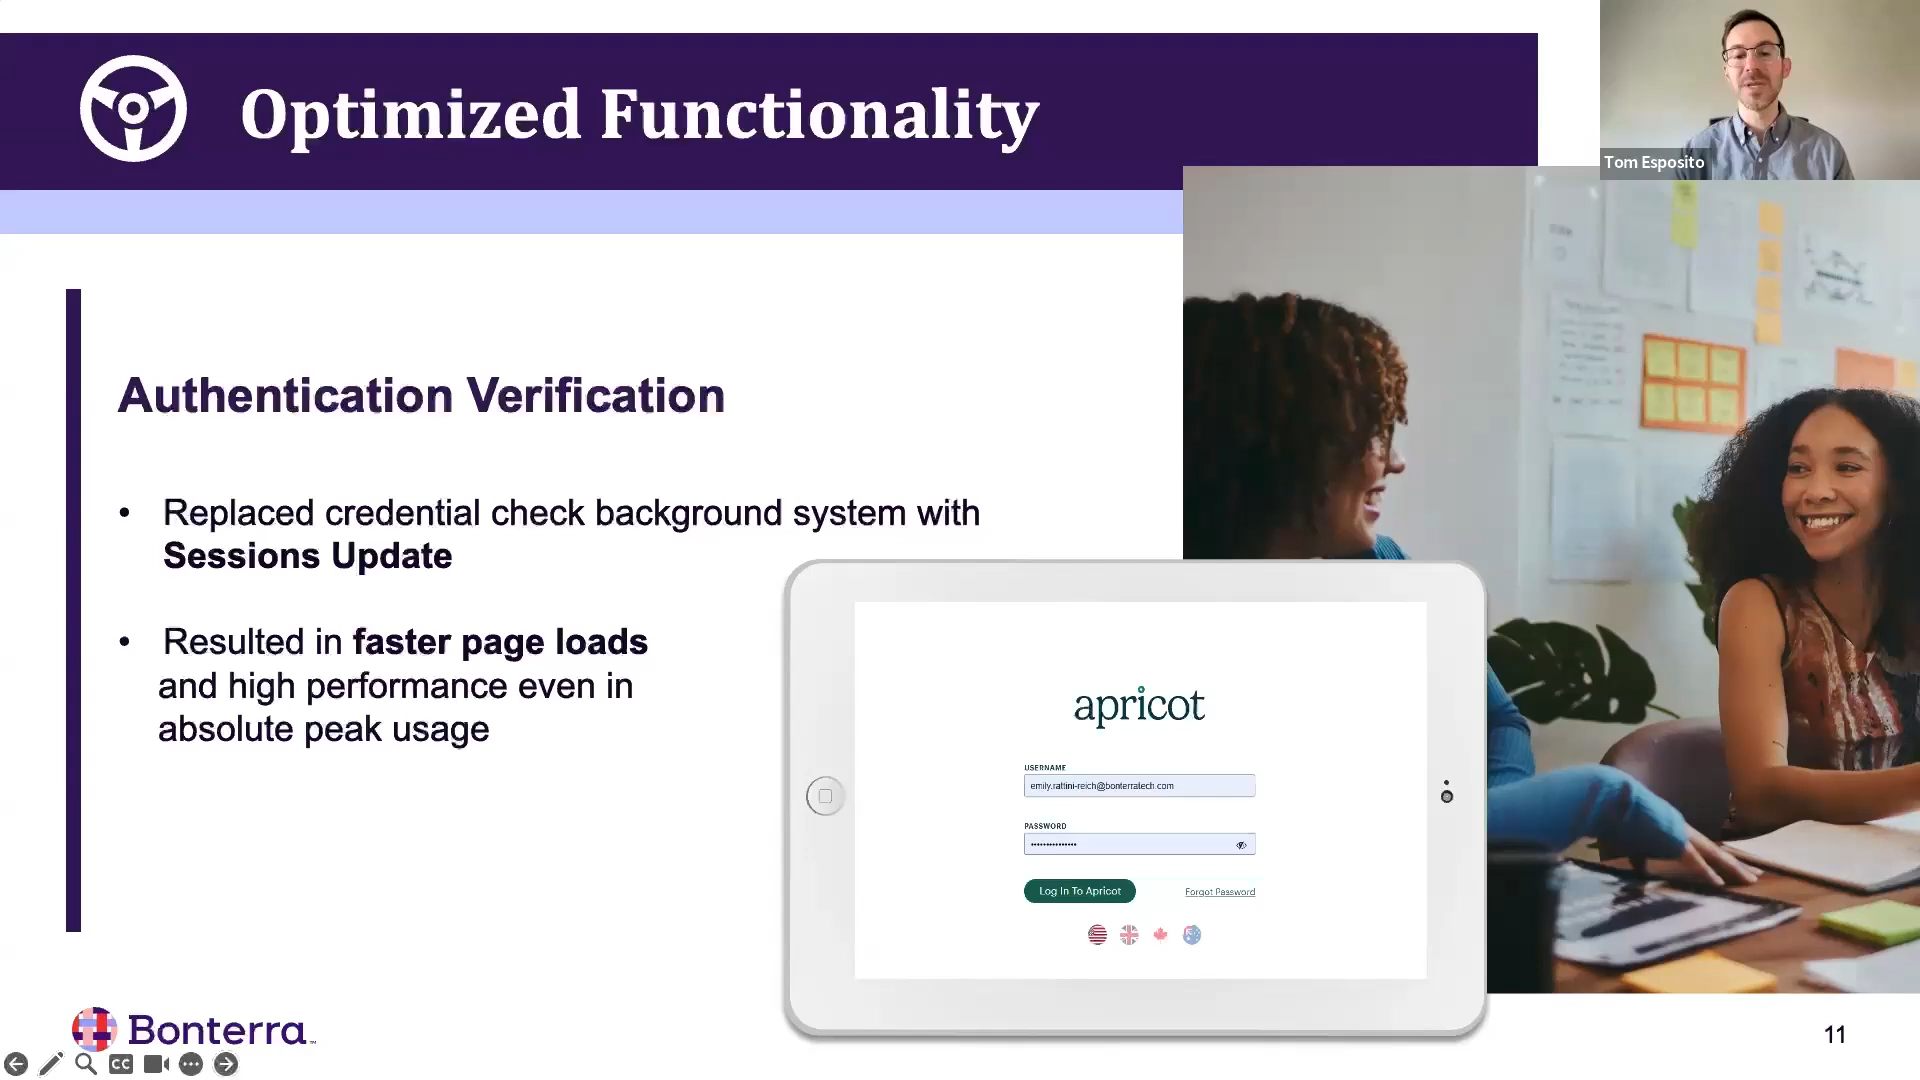 Optimized Functionality
Tom Esposito
Authentication Verification
• Replaced credential check background system with
Sessions Update
• Resulted in faster page loads
and high performance even in
absolute peak usage
apricot
USERNAME
emily.rattini-reich@bonterratech.com
PASSWORD
Log In To Apricot
Forgot Password
Bonterra™
CC
11